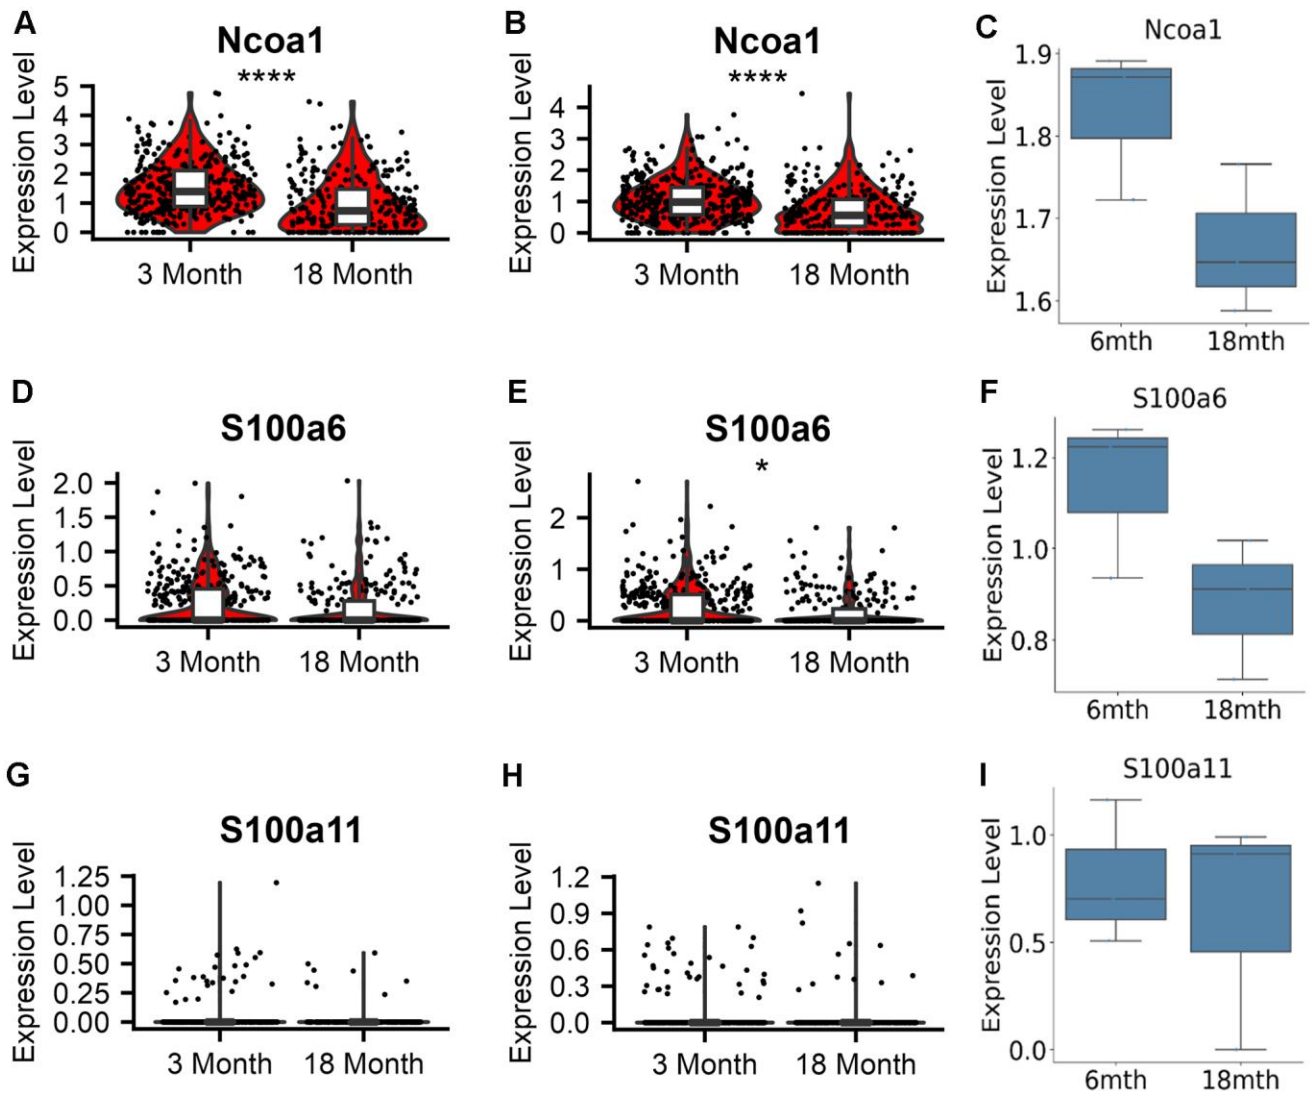 A
Ncoa1
****
Expression Level
5
4
3
2
1
0
3 Month
18 Month
B
Ncoa1
****
Expression Level
4
3
2
1
0
3 Month
18 Month
C
Ncoa1
Expression Level
1.9
1.8
1.7
1.6
6mth
18mth
D
S100a6
Expression Level
2.0
1.5
1.0
0.5
0.0
3 Month
18 Month
E
S100a6
*
Expression Level
2
1
0
3 Month
18 Month
F
S100a6
Expression Level
1.2
1.0
0.8
6mth
18mth
G
S100a11
Expression Level
1.25
1.00
0.75
0.50
0.25
0.00
3 Month
18 Month
H
S100a11
Expression Level
1.2
0.9
0.6
0.3
0.0
3 Month
18 Month
I
S100a11
Expression Level
1.0
0.5
0.0
6mth
18mth